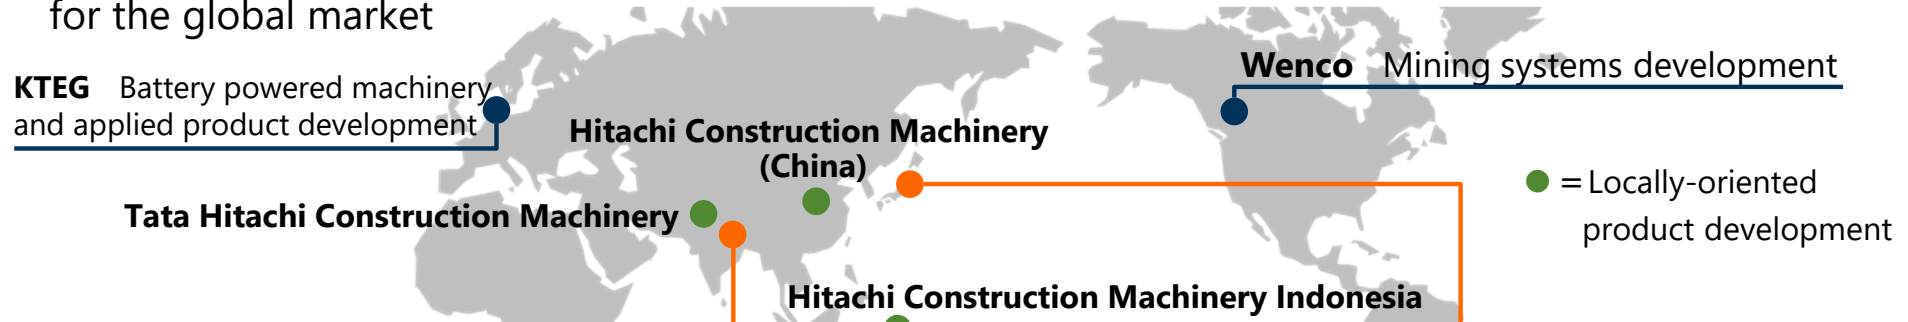 for the global market
KTEG Battery powered machinery
and applied product development
Wenco Mining systems development
Hitachi Construction Machinery
(China)
= Locally-oriented
product development
Tata Hitachi Construction Machinery
Hitachi Construction Machinery Indonesia